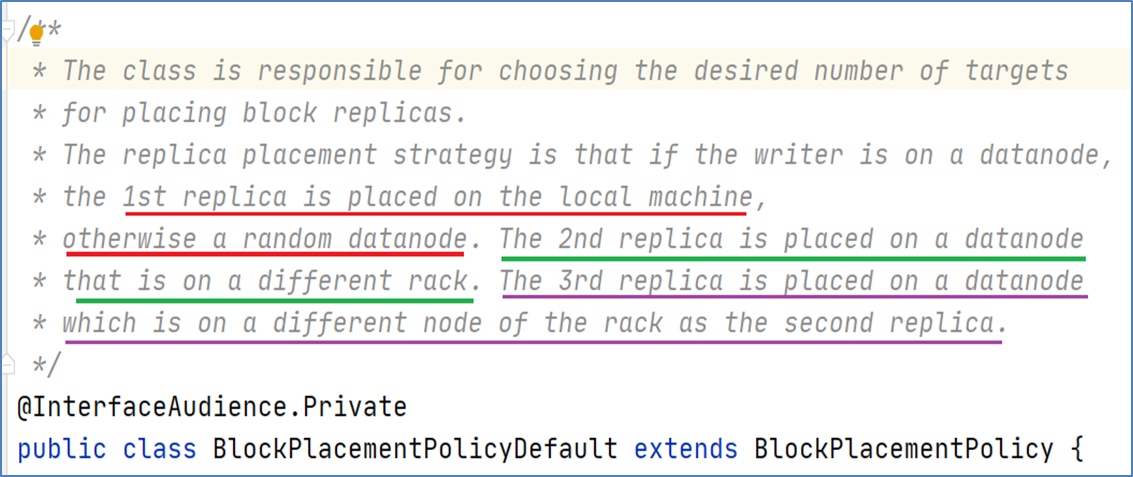 /**
* The class is responsible for choosing the desired number of targets
* for placing block replicas.
* The replica placement strategy is that if the writer is on a datanode,
* the 1st replica is placed on the local machine,
* otherwise a random datanode. The 2nd replica is placed on a datanode
* that is on a different rack. The 3rd replica is placed on a datanode
* which is on a different node of the rack as the second replica.
*/
@InterfaceAudience.Private
public class BlockPlacementPolicyDefault extends BlockPlacementPolicy {